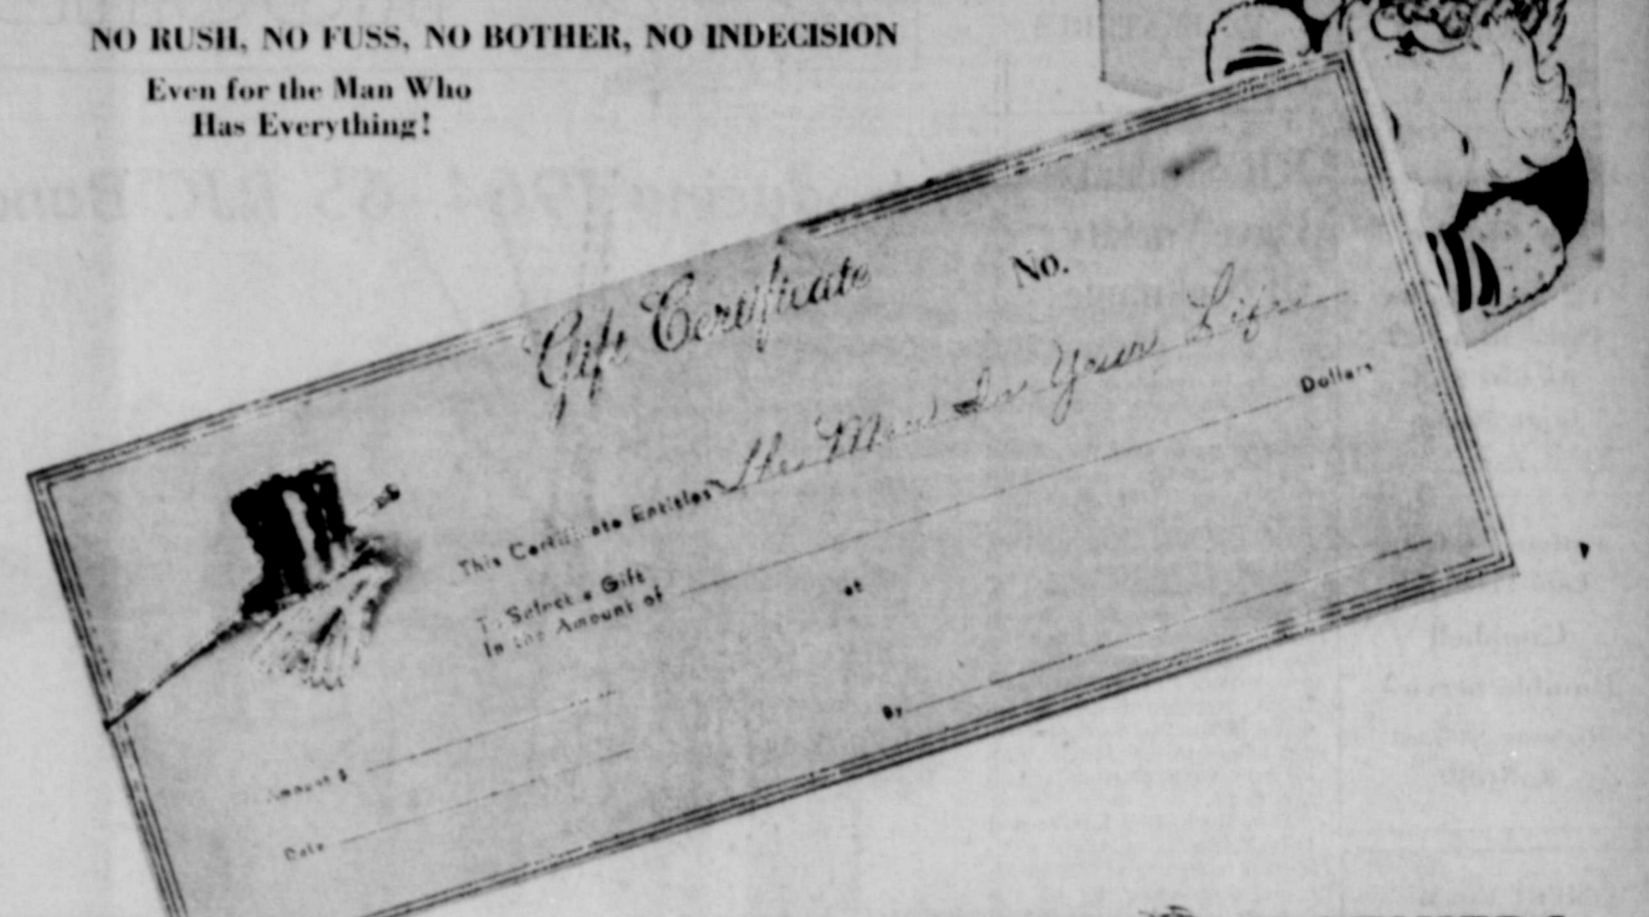 NO RUSH, NO FUSS, NO BOTHER, NO INDECISION
Even for the Man Who
Has Everything!
Gift Certificate
No.
This Certificate Entitles The Man In Your Life
To Select a Gift
In the Amount of
Dollars
at
By
Amount $
Date